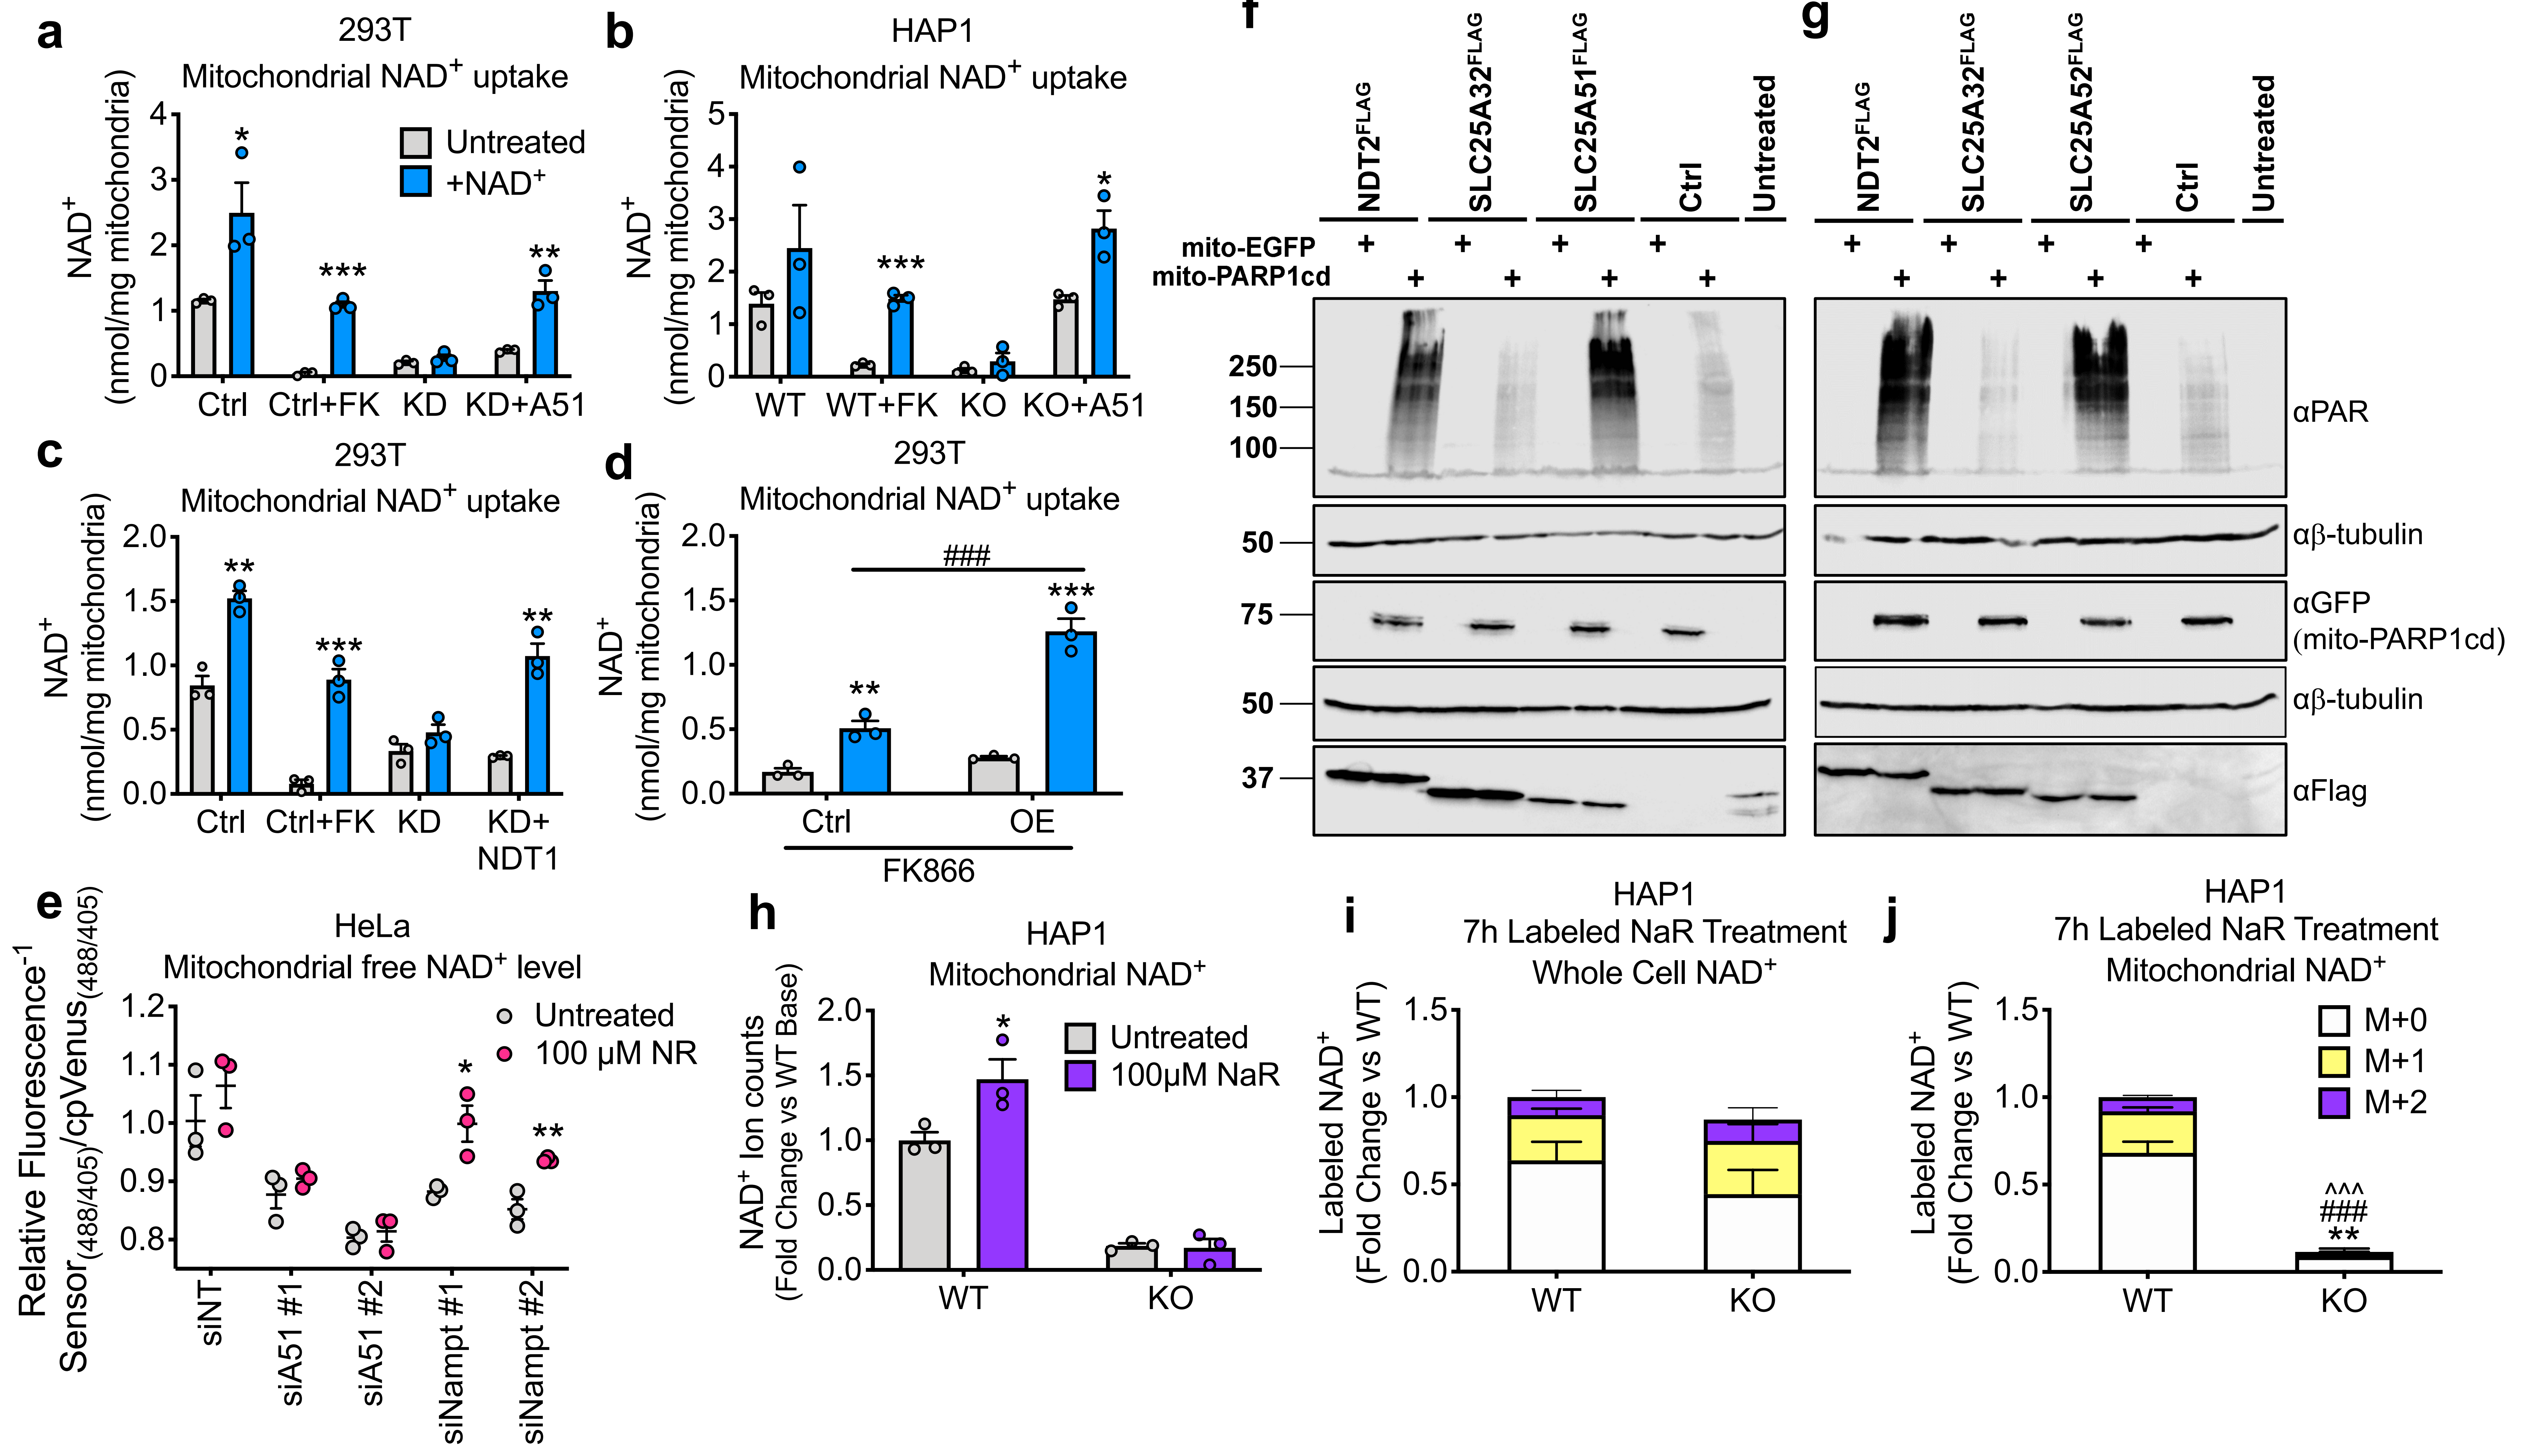 a
293T
Mitochondrial NAD+ uptake
NAD+
(nmol/mg mitochondria)
4
3
2
1
0
*
***
**
Untreated
+NAD+
Ctrl Ctrl+FK KD KD+A51
b
HAP1
Mitochondrial NAD+ uptake
NAD+
(nmol/mg mitochondria)
5
4
3
2
1
0
***
*
WT WT+FK KO KO+A51
c
293T
Mitochondrial NAD+ uptake
NAD+
(nmol/mg mitochondria)
2.0
1.5
1.0
0.5
0.0
**
***
**
Ctrl Ctrl+FK KD KD+
NDT1
d
293T
Mitochondrial NAD+ uptake
NAD+
(nmol/mg mitochondria)
2.0
1.5
1.0
0.5
0.0
###
**
***
Ctrl OE
FK866
e
HeLa
Mitochondrial free NAD+ level
Relative Fluorescence-1
Sensor(488/405)/cpVenus(488/405)
1.2
1.1
1.0
0.9
0.8
Untreated
100 µM NR
*
**
siNT
siA51 #1
siA51 #2
siNampt #1
siNampt #2
f
NDT2FLAG
SLC25A32FLAG
SLC25A51FLAG
Ctrl
Untreated
mito-EGFP + + + +
mito-PARP1cd + + + +
250
150
100
50
75
50
37
g
NDT2FLAG
SLC25A32FLAG
SLC25A52FLAG
Ctrl
Untreated
+ + + +
+ + + +
αPAR
αβ-tubulin
αGFP
(mito-PARP1cd)
αβ-tubulin
αFlag
h
HAP1
Mitochondrial NAD+
NAD+ Ion counts
(Fold Change vs WT Base)
2.0
1.5
1.0
0.5
0.0
*
Untreated
100µM NaR
WT KO
i
HAP1
7h Labeled NaR Treatment
Whole Cell NAD+
Labeled NAD+
(Fold Change vs WT)
1.5
1.0
0.5
0.0
WT KO
j
HAP1
7h Labeled NaR Treatment
Mitochondrial NAD+
Labeled NAD+
(Fold Change vs WT)
1.5
1.0
0.5
0.0
M+0
M+1
M+2
^^^
###
**
WT KO